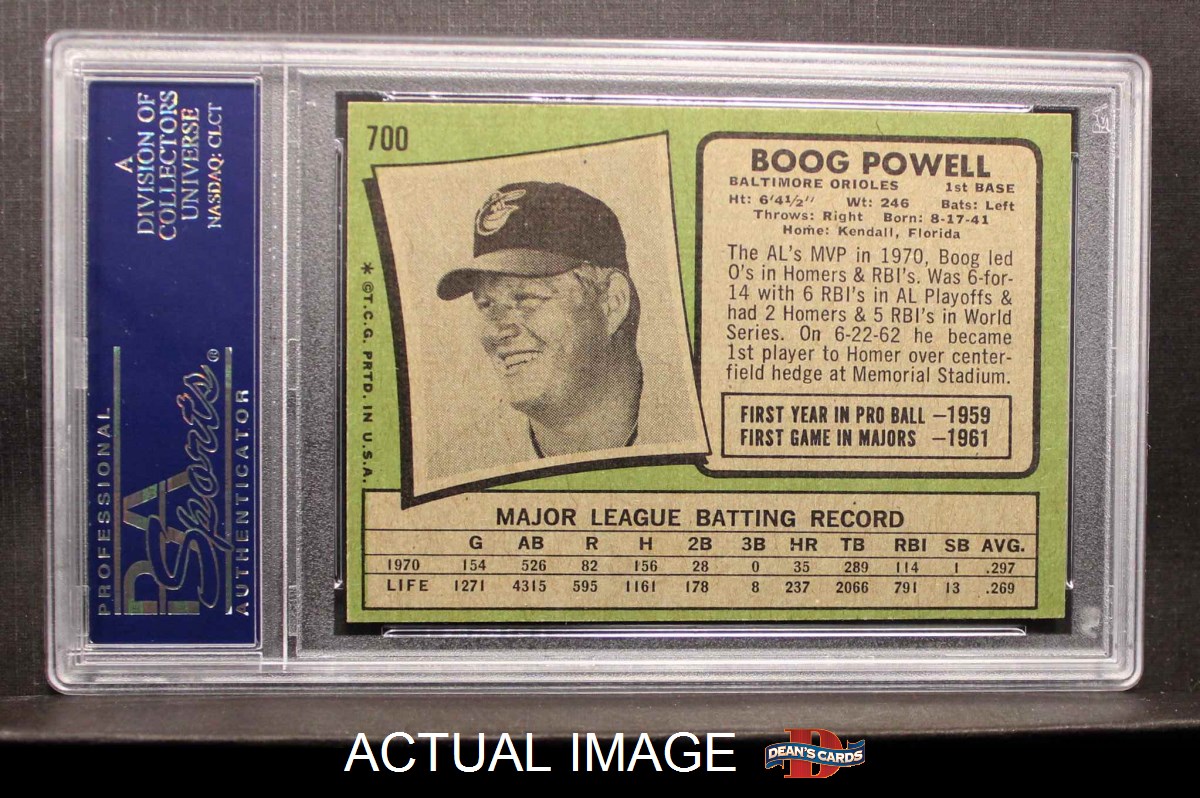 A
DIVISION OF
COLLECTORS
UNIVERSE
NASDAQ: CLCT
PROFESSIONAL
PSA
Sports®
AUTHENTICATOR
700
* ©T.C.G. PRTD. IN U.S.A.
BOOG POWELL
BALTIMORE ORIOLES 1st BASE
Ht: 6'4½" Wt: 246 Bats: Left
Throws: Right Born: 8-17-41
Home: Kendall, Florida
The AL's MVP in 1970, Boog led
O's in Homers & RBI's. Was 6-for-
14 with 6 RBI's in AL Playoffs &
had 2 Homers & 5 RBI's in World
Series. On 6-22-62 he became
1st player to Homer over center-
field hedge at Memorial Stadium.
FIRST YEAR IN PRO BALL —1959
FIRST GAME IN MAJORS —1961
MAJOR LEAGUE BATTING RECORD
G AB R H 2B 3B HR TB RBI SB AVG.
1970 154 526 82 156 28 0 35 289 114 1 .297
LIFE 1271 4315 595 1161 178 8 237 2066 791 13 .269
ACTUAL IMAGE
D
DEAN'S CARDS